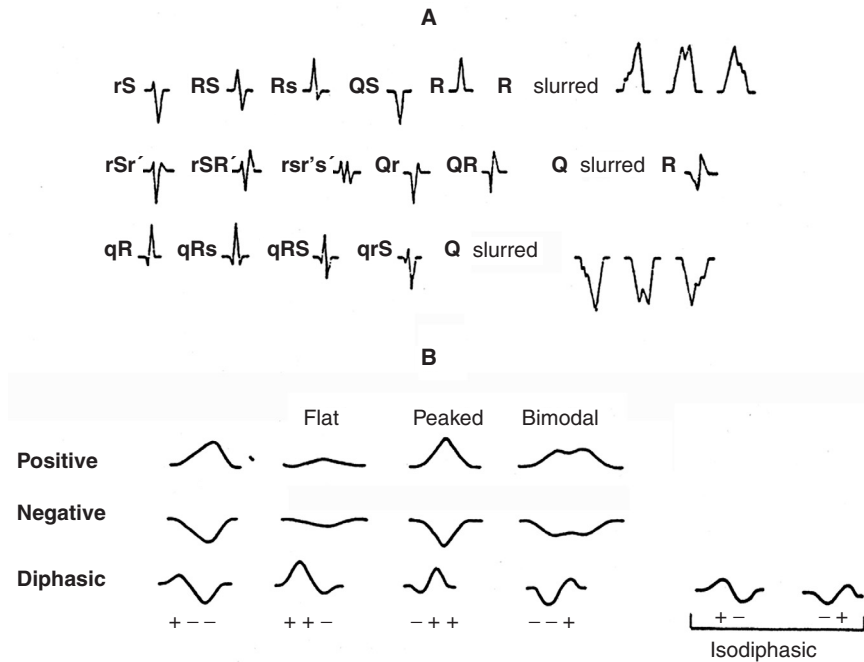 A
rS RS Rs QS R R slurred
rSr´ rSR´ rsr's´ Qr QR Q slurred R
qR qRs qRS qrS Q slurred
B
Flat Peaked Bimodal
Positive
Negative
Diphasic
+ − − + + − − + + − − + + − − +
Isodiphasic